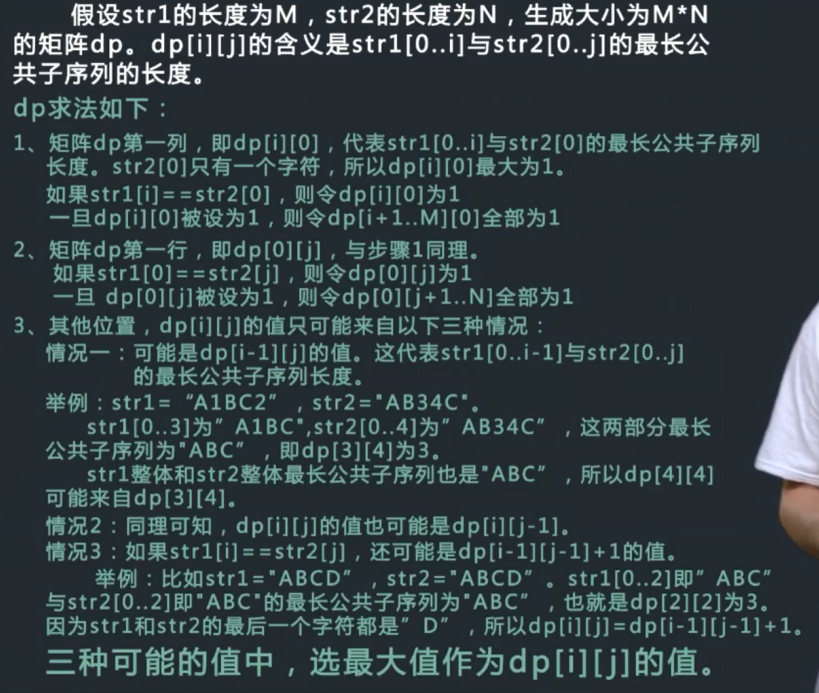 假设str1的长度为M，str2的长度为N，生成大小为M*N
的矩阵dp。dp[i][j]的含义是str1[0..i]与str2[0..j]的最长公
共子序列的长度。
dp求法如下：
1、矩阵dp第一列，即dp[i][0]，代表str1[0..i]与str2[0]的最长公共子序列
长度。str2[0]只有一个字符，所以dp[i][0]最大为1。
如果str1[i]==str2[0]，则令dp[i][0]为1
一旦dp[i][0]被设为1，则令dp[i+1..M][0]全部为1
2、矩阵dp第一行，即dp[0][j]，与步骤1同理。
如果str1[0]==str2[j]，则令dp[0][j]为1
一旦 dp[0][j]被设为1，则令dp[0][j+1..N]全部为1
3、其他位置，dp[i][j]的值只可能来自以下三种情况：
情况一：可能是dp[i-1][j]的值。这代表str1[0..i-1]与str2[0..j]
的最长公共子序列长度。
举例：str1= “A1BC2”，str2="AB34C"。
str1[0..3]为”A1BC",str2[0..4]为”AB34C”，这两部分最长
公共子序列为"ABC”，即dp[3][4]为3。
str1整体和str2整体最长公共子序列也是"ABC”，所以dp[4][4]
可能来自dp[3][4]。
情况2：同理可知，dp[i][j]的值也可能是dp[i][j-1]。
情况3：如果str1[i]==str2[j]，还可能是dp[i-1][j-1]+1的值。
举例：比如str1="ABCD”，str2="ABCD”。str1[0..2]即”ABC”
与str2[0..2]即"ABC"的最长公共子序列为"ABC”，也就是dp[2][2]为3。
因为str1和str2的最后一个字符都是”D”，所以dp[i][j]=dp[i-1][j-1]+1。
三种可能的值中，选最大值作为dp[i][j]的值。